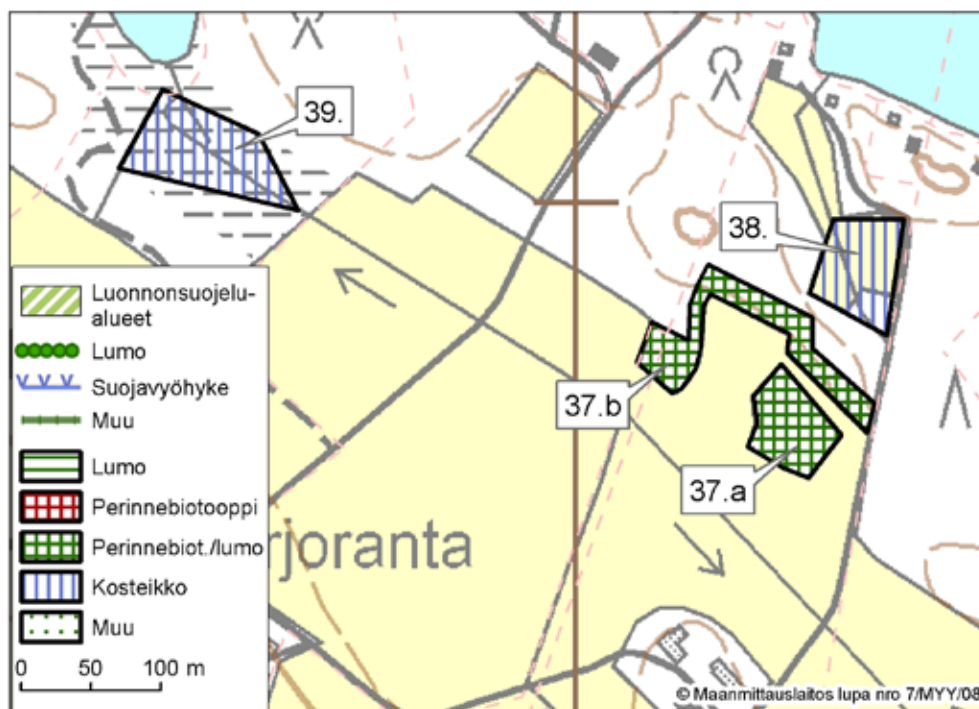 39.
38.
37.b
37.a
rjoranta
Luonnonsuojelu-
alueet
Lumo
Suojavyöhyke
Muu
Lumo
Perinnebiotooppi
Perinnebiot./lumo
Kosteikko
Muu
0 50 100 m
© Maanmittauslaitos lupa nro 7/MYY/08